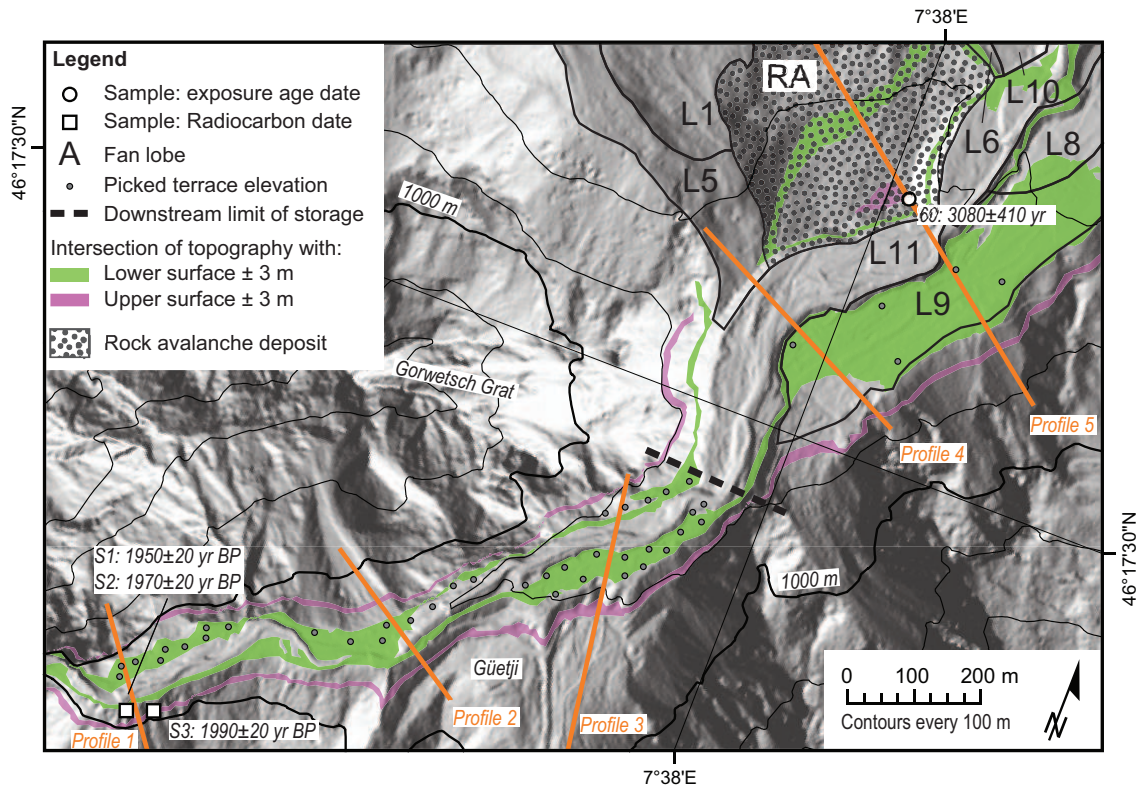 7°38'E
Legend
Sample: exposure age date
Sample: Radiocarbon date
A Fan lobe
Picked terrace elevation
Downstream limit of storage
Intersection of topography with:
Lower surface ± 3 m
Upper surface ± 3 m
Rock avalanche deposit
46°17'30"N
RA
L1
L5
L10
L6
L8
60: 3080±410 yr
L11
L9
1000 m
Gorwetsch Grat
Profile 5
Profile 4
46°17'30"N
S1: 1950±20 yr BP
S2: 1970±20 yr BP
1000 m
Güetji
Profile 2
Profile 3
S3: 1990±20 yr BP
Profile 1
0 100 200 m
Contours every 100 m
N
7°38'E